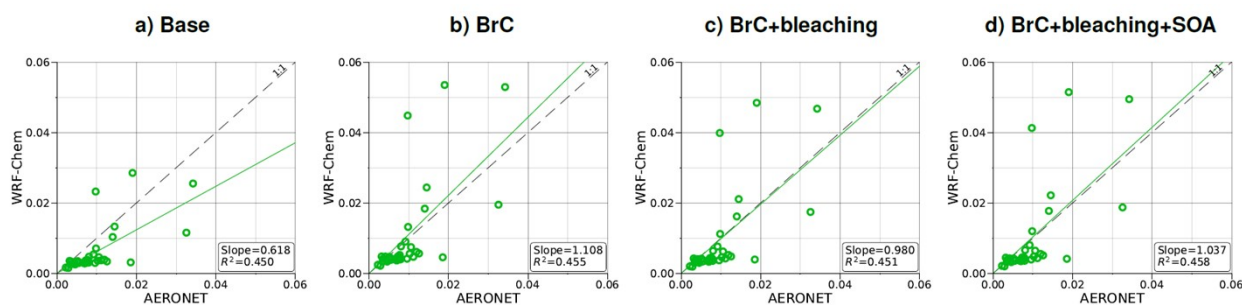 a) Base
0.06
0.04
0.02
0.00
0.00 0.02 0.04 0.06
WRF-Chem
AERONET
1:1
Slope=0.618
R²=0.450
b) BrC
0.06
0.04
0.02
0.00
0.00 0.02 0.04 0.06
WRF-Chem
AERONET
1:1
Slope=1.108
R²=0.455
c) BrC+bleaching
0.06
0.04
0.02
0.00
0.00 0.02 0.04 0.06
WRF-Chem
AERONET
1:1
Slope=0.980
R²=0.451
d) BrC+bleaching+SOA
0.06
0.04
0.02
0.00
0.00 0.02 0.04 0.06
WRF-Chem
AERONET
1:1
Slope=1.037
R²=0.458